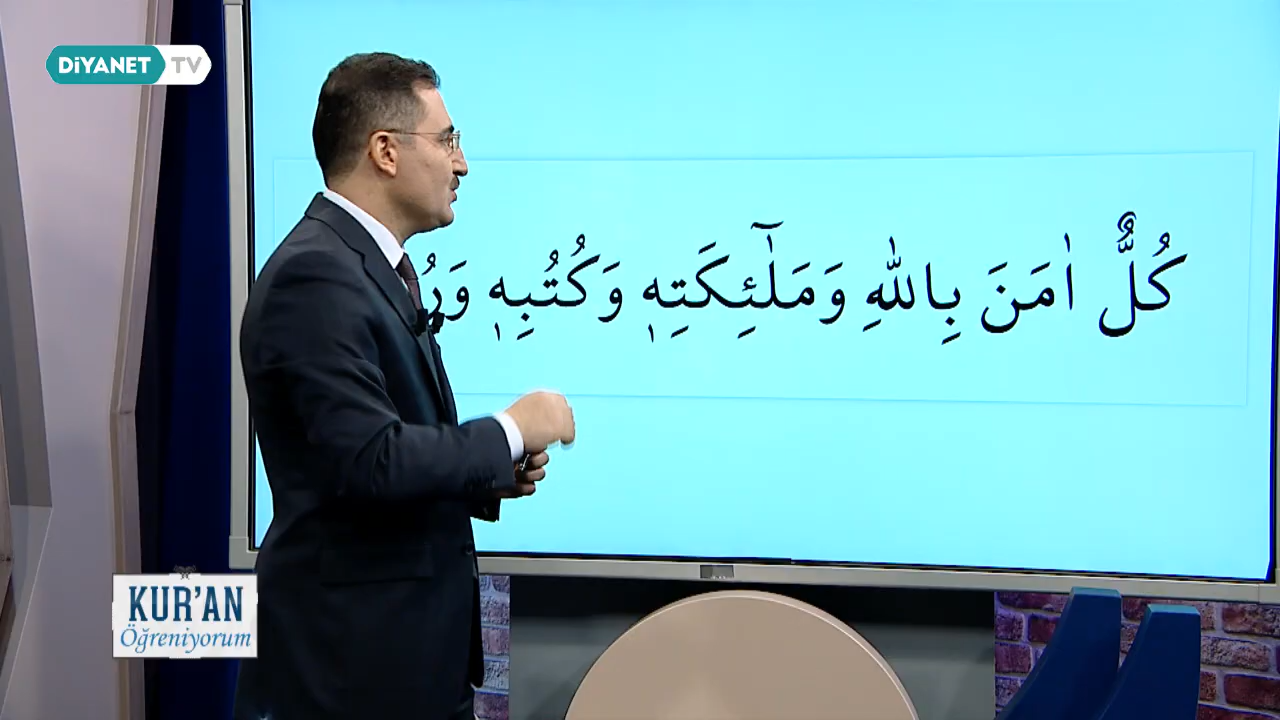 DİYANET TV
كُلٌّ اٰمَنَ بِاللّٰهِ وَمَلٰٓئِكَتِه۪ وَكُتُبِه۪
KUR'AN
Öğreniyorum